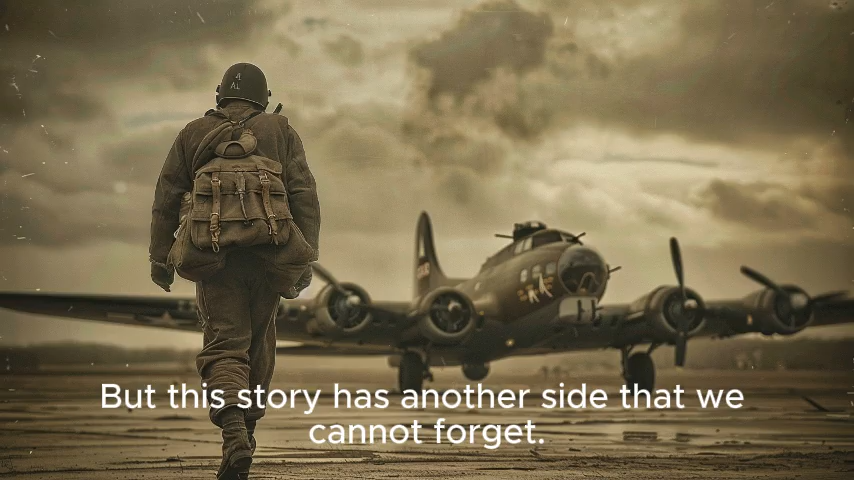 But this story has another side that we
cannot forget.